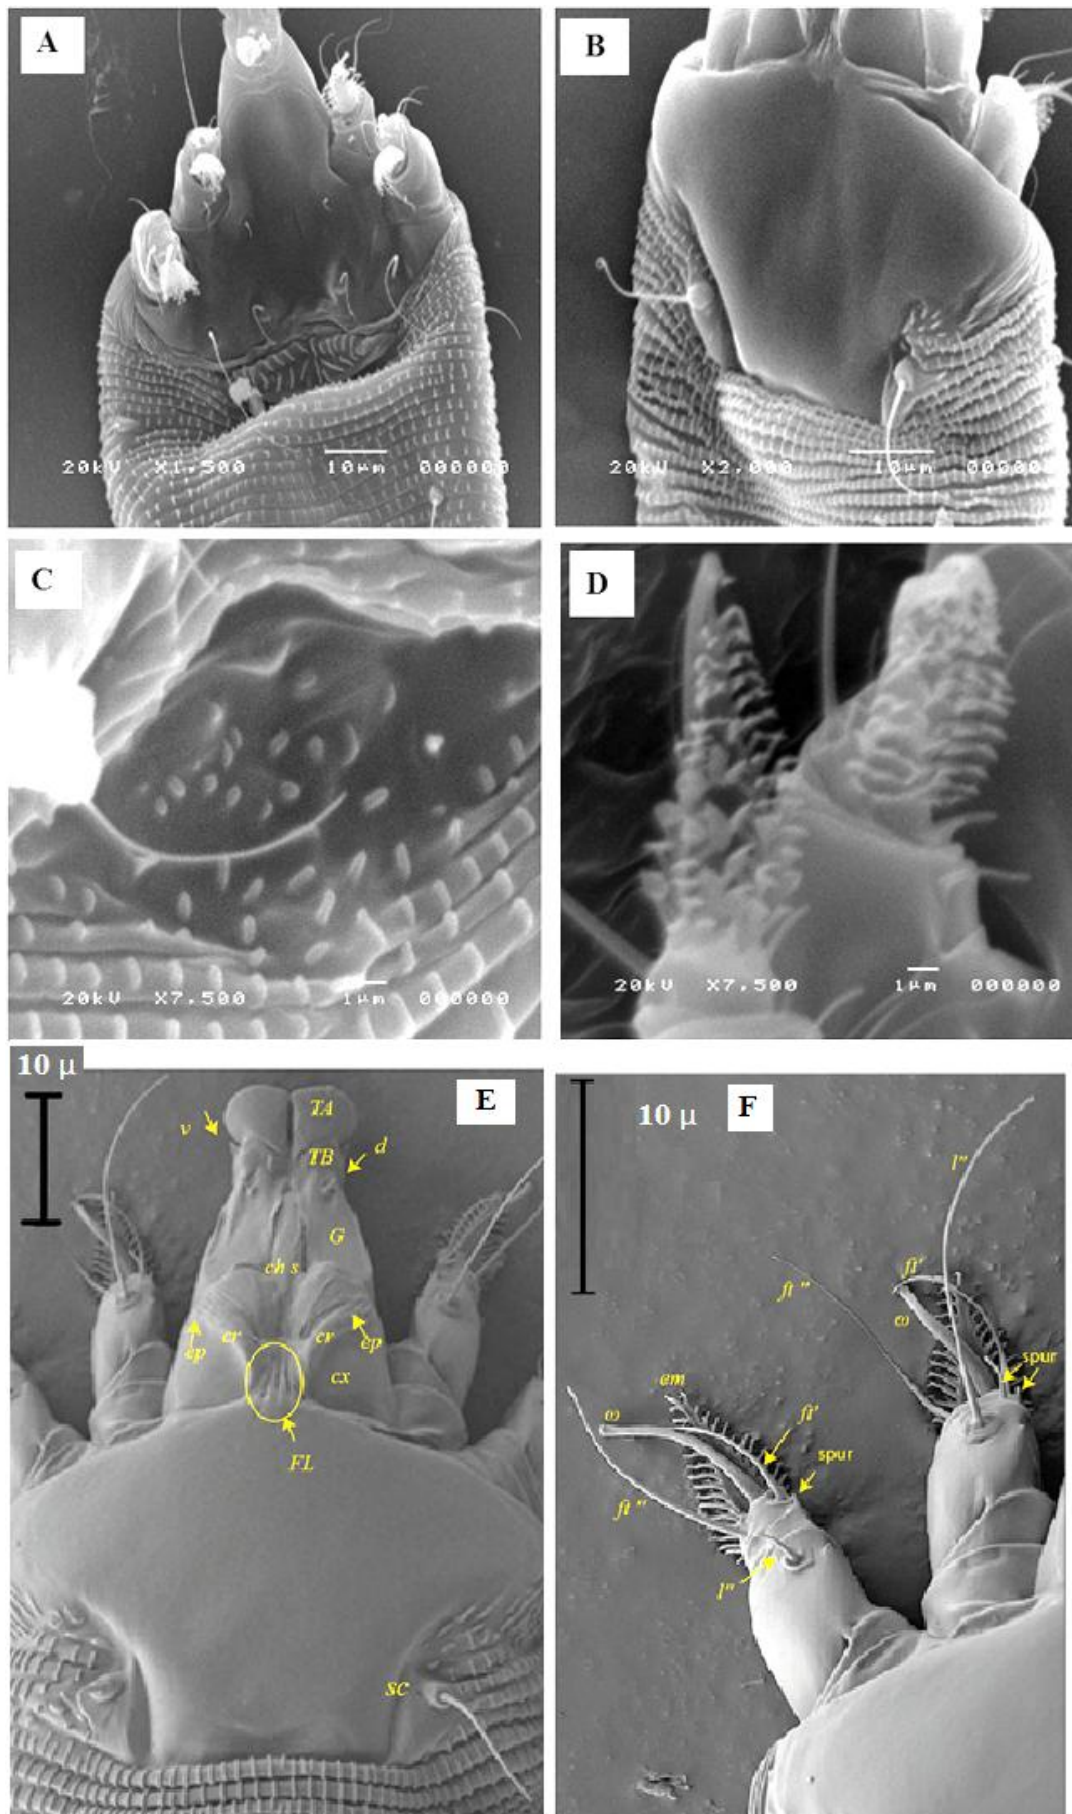 A
B
20kV X1,500 10µm 000000
20kV X2,000 10µm 00000
C
D
20kV X7,500 1µm 000000
20kV X7,500 1µm 000000
10 µ
E
TA
v
TB
d
G
ch s
ep
cr
cr
ep
cx
FL
sc
10 µ
F
l"
ft'
ft"
ω
spur
em
ω
ft'
spur
ft"
l"